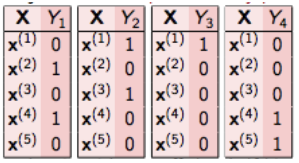 X Y₁ X Y₂ X Y₃ X Y₄
x⁽¹⁾ 0 x⁽¹⁾ 1 x⁽¹⁾ 1 x⁽¹⁾ 0
x⁽²⁾ 1 x⁽²⁾ 0 x⁽²⁾ 0 x⁽²⁾ 0
x⁽³⁾ 0 x⁽³⁾ 1 x⁽³⁾ 0 x⁽³⁾ 0
x⁽⁴⁾ 1 x⁽⁴⁾ 0 x⁽⁴⁾ 0 x⁽⁴⁾ 1
x⁽⁵⁾ 0 x⁽⁵⁾ 0 x⁽⁵⁾ 0 x⁽⁵⁾ 1